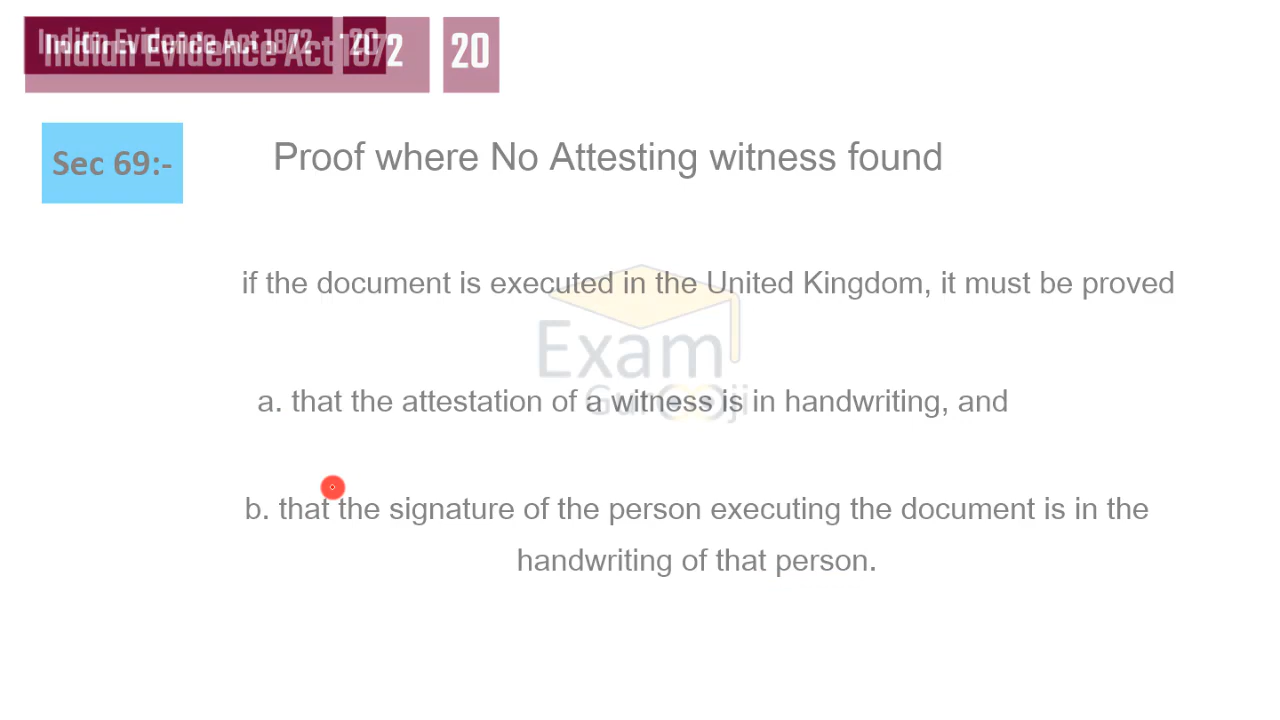 Indian Evidence Act 1872 20
Sec 69:-
Proof where No Attesting witness found
if the document is executed in the United Kingdom, it must be proved
Exam
Gurooji
a. that the attestation of a witness is in handwriting, and
b. that the signature of the person executing the document is in the
handwriting of that person.